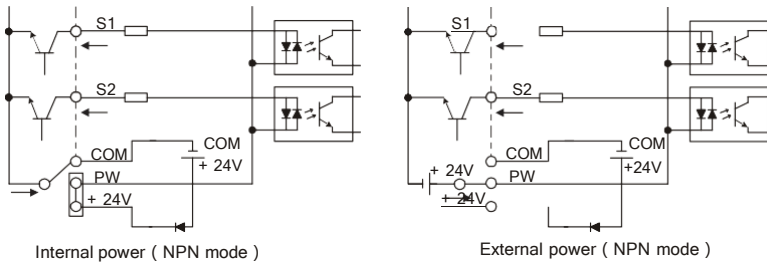 S1
S2
COM
COM
+ 24V
PW
+ 24V
Internal power ( NPN mode )
S1
S2
COM
COM
+24V
+ 24V
PW
+ 24V
External power ( NPN mode )